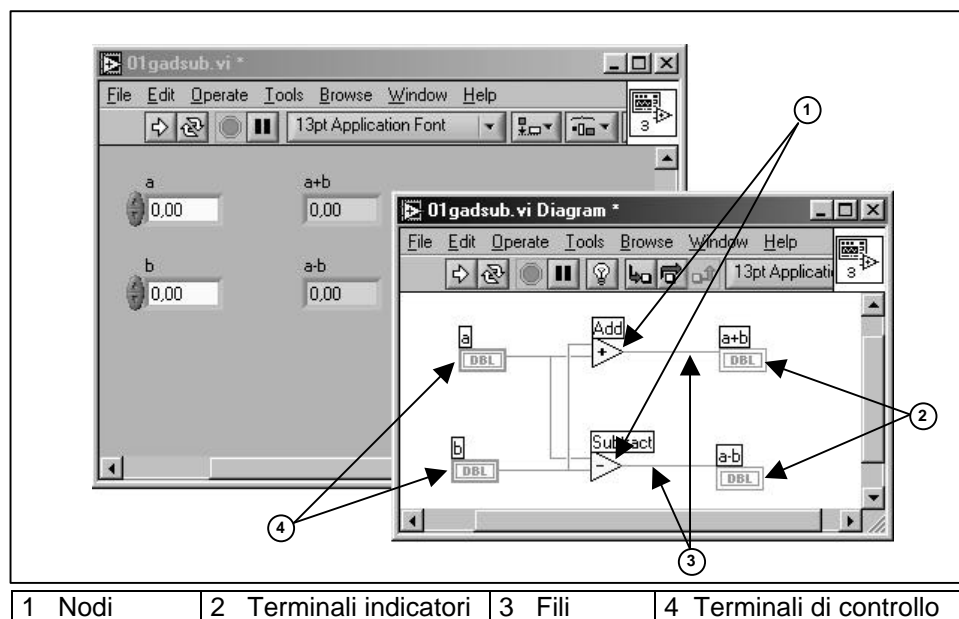 01gadsub.vi *
File Edit Operate Tools Browse Window Help
13pt Application Font
3
a
0,00
a+b
0,00
b
0,00
a-b
0,00
01gadsub.vi Diagram *
File Edit Operate Tools Browse Window Help
13pt Applicati
3
a
DBL
Add
+
a+b
DBL
b
DBL
Subtract
-
a-b
DBL
1
2
3
4
1 Nodi 2 Terminali indicatori 3 Fili 4 Terminali di controllo